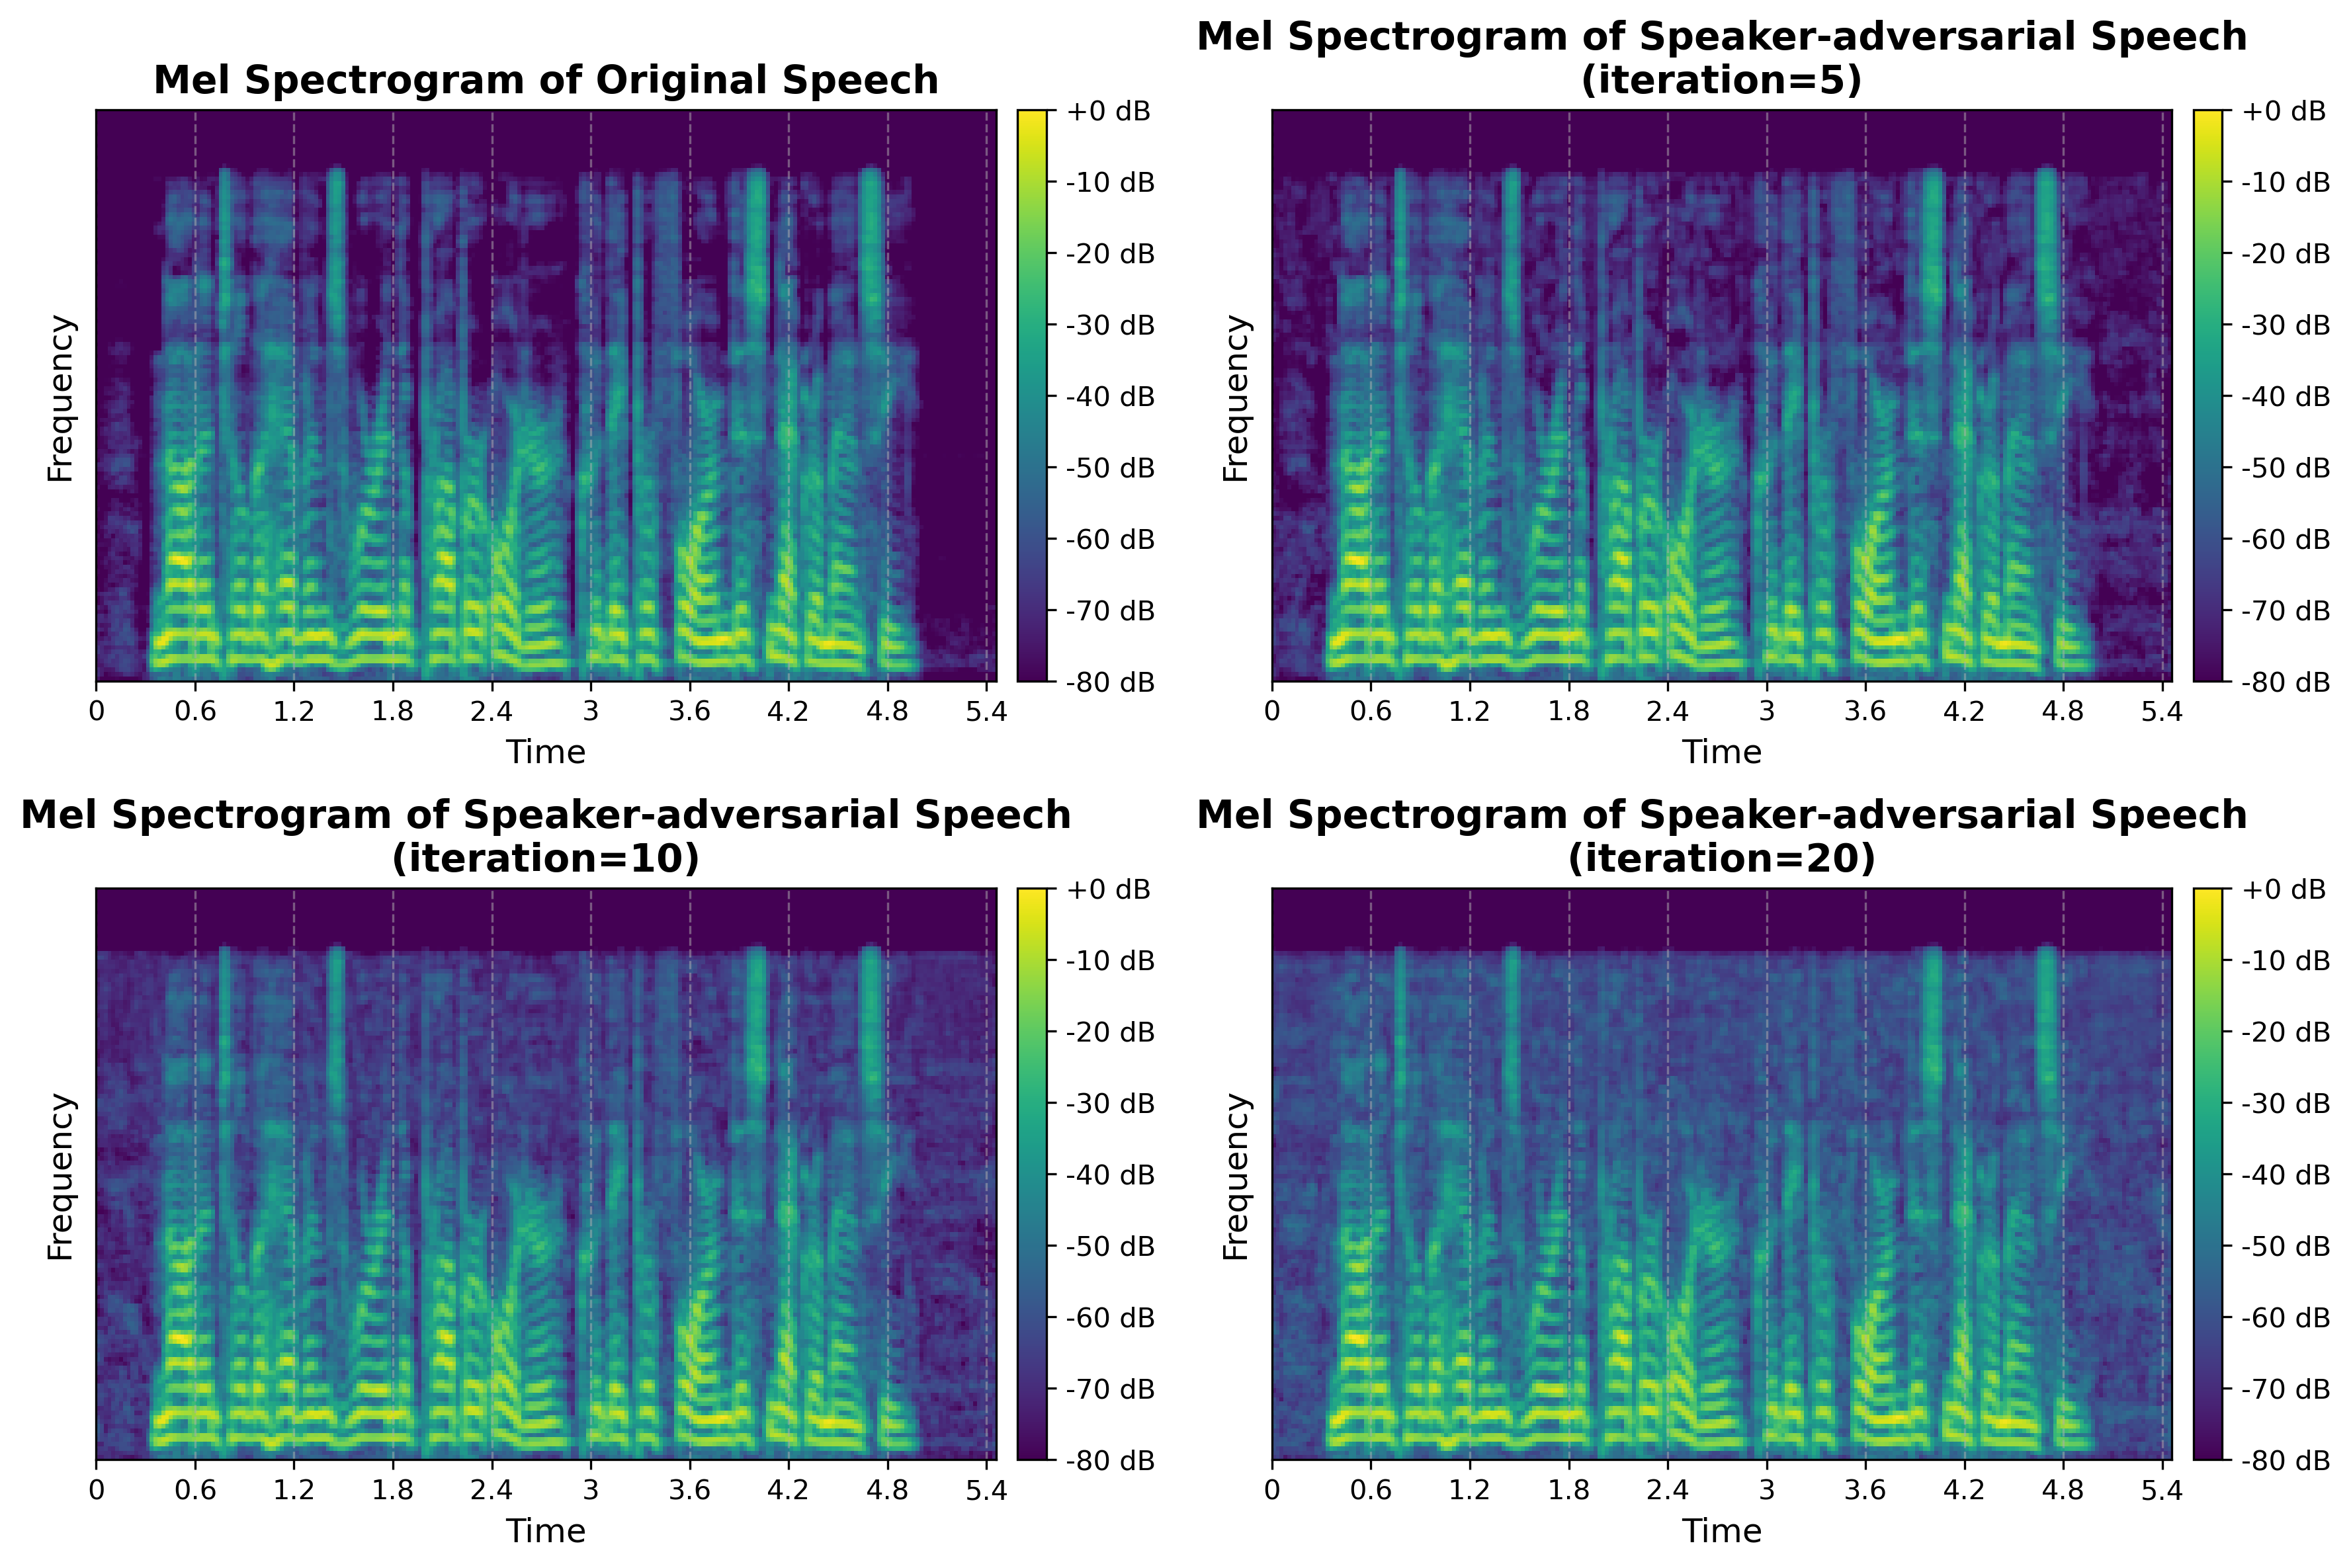 Mel Spectrogram of Original Speech
+0 dB
-10 dB
-20 dB
-30 dB
-40 dB
-50 dB
-60 dB
-70 dB
-80 dB
Frequency
0 0.6 1.2 1.8 2.4 3 3.6 4.2 4.8 5.4
Time
Mel Spectrogram of Speaker-adversarial Speech
(iteration=5)
+0 dB
-10 dB
-20 dB
-30 dB
-40 dB
-50 dB
-60 dB
-70 dB
-80 dB
Frequency
0 0.6 1.2 1.8 2.4 3 3.6 4.2 4.8 5.4
Time
Mel Spectrogram of Speaker-adversarial Speech
(iteration=10)
+0 dB
-10 dB
-20 dB
-30 dB
-40 dB
-50 dB
-60 dB
-70 dB
-80 dB
Frequency
0 0.6 1.2 1.8 2.4 3 3.6 4.2 4.8 5.4
Time
Mel Spectrogram of Speaker-adversarial Speech
(iteration=20)
+0 dB
-10 dB
-20 dB
-30 dB
-40 dB
-50 dB
-60 dB
-70 dB
-80 dB
Frequency
0 0.6 1.2 1.8 2.4 3 3.6 4.2 4.8 5.4
Time